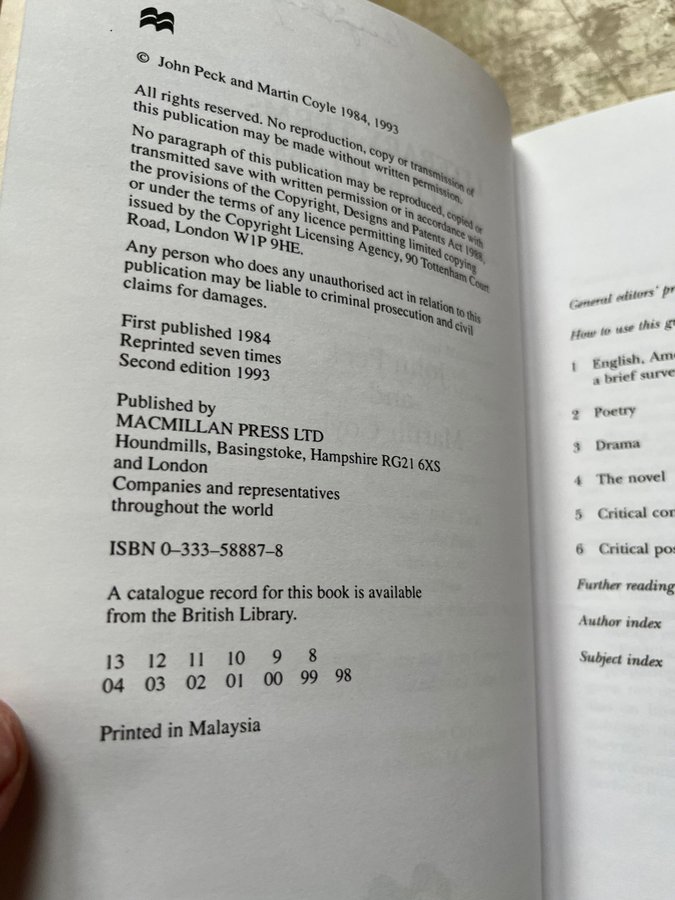 © John Peck and Martin Coyle 1984, 1993
All rights reserved. No reproduction, copy or transmission of
this publication may be made without written permission.
No paragraph of this publication may be reproduced, copied or
transmitted save with written permission or in accordance with
the provisions of the Copyright, Designs and Patents Act 1988,
or under the terms of any licence permitting limited copying
issued by the Copyright Licensing Agency, 90 Tottenham Court
Road, London W1P 9HE.
Any person who does any unauthorised act in relation to this
publication may be liable to criminal prosecution and civil
claims for damages.
First published 1984
Reprinted seven times
Second edition 1993
Published by
MACMILLAN PRESS LTD
Houndmills, Basingstoke, Hampshire RG21 6XS
and London
Companies and representatives
throughout the world
ISBN 0–333–58887–8
A catalogue record for this book is available
from the British Library.
13 12 11 10 9 8
04 03 02 01 00 99 98
Printed in Malaysia
General editors' pr
How to use this gu
1 English, Ame
a brief surve
2 Poetry
3 Drama
4 The novel
5 Critical con
6 Critical pos
Further reading
Author index
Subject index